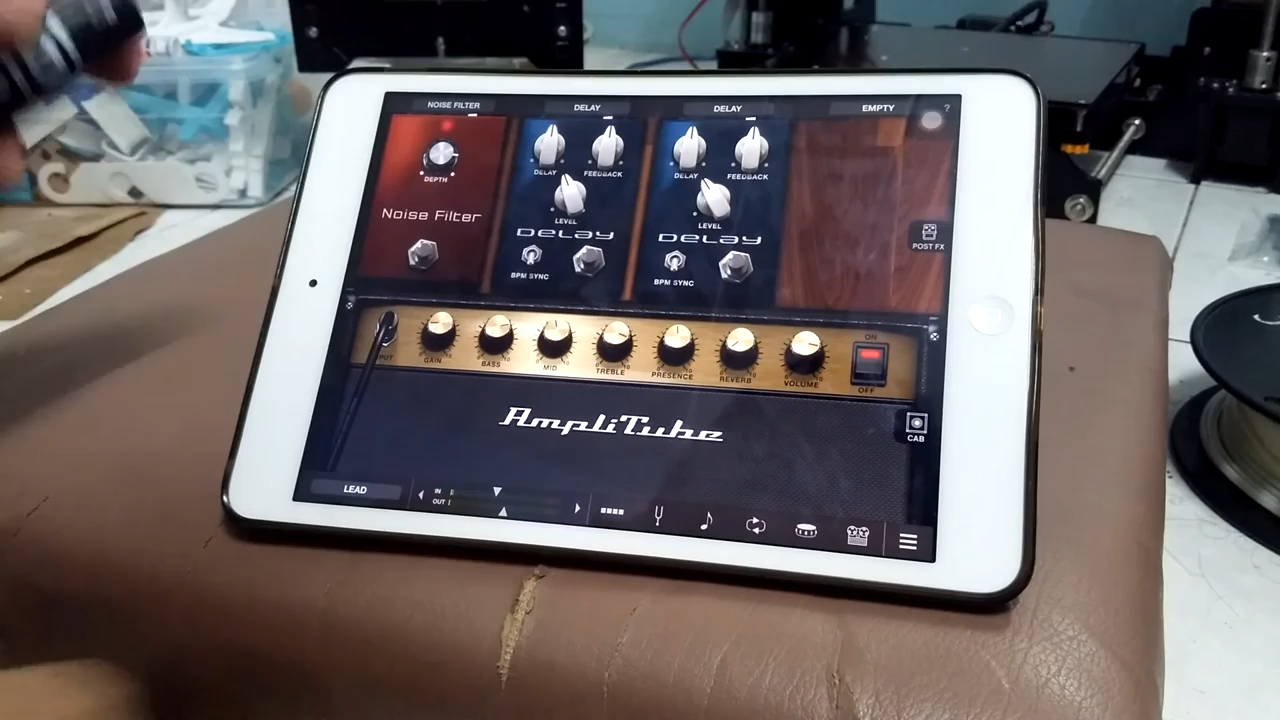 NOISE FILTER DELAY DELAY EMPTY ?
DEPTH
Noise Filter
DELAY FEEDBACK
LEVEL
DELAY
BPM SYNC
DELAY FEEDBACK
LEVEL
DELAY
BPM SYNC
POST FX
GAIN BASS MID TREBLE PRESENCE REVERB VOLUME
ON
OFF
AmpliTube
CAB
LEAD
IN
OUT